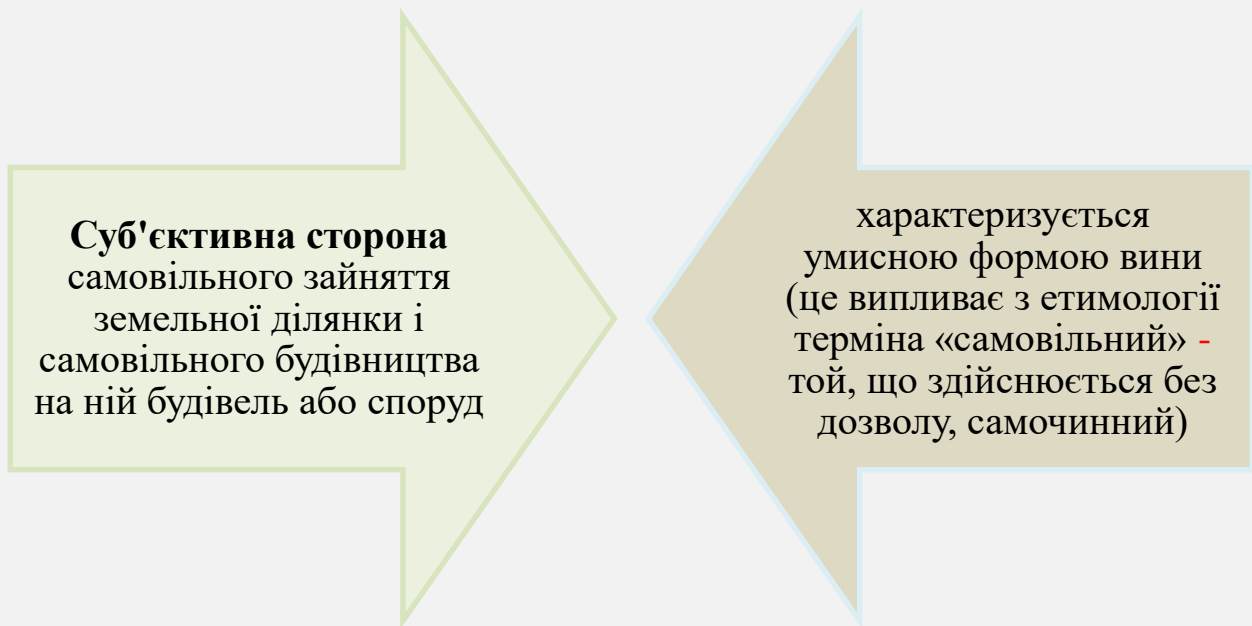 Суб'єктивна сторона
самовільного зайняття
земельної ділянки і
самовільного будівництва
на ній будівель або споруд
характеризується
умисною формою вини
(це випливає з етимології
терміна «самовільний» -
той, що здійснюється без
дозволу, самочинний)